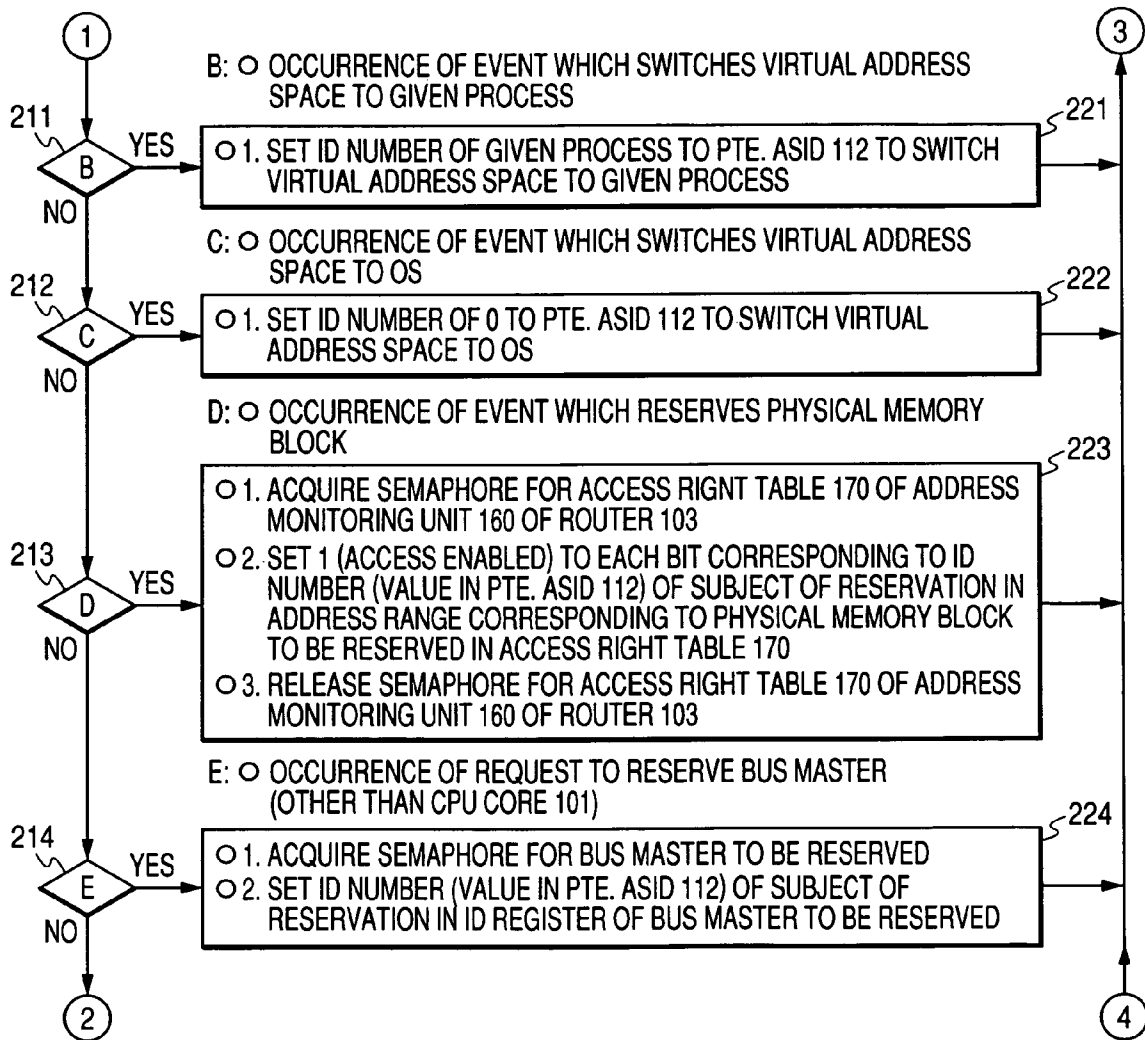 1
3
B: ○ OCCURRENCE OF EVENT WHICH SWITCHES VIRTUAL ADDRESS
SPACE TO GIVEN PROCESS
211
B
YES
NO
221
○ 1. SET ID NUMBER OF GIVEN PROCESS TO PTE. ASID 112 TO SWITCH
VIRTUAL ADDRESS SPACE TO GIVEN PROCESS
C: ○ OCCURRENCE OF EVENT WHICH SWITCHES VIRTUAL ADDRESS
SPACE TO OS
212
C
YES
NO
222
○ 1. SET ID NUMBER OF 0 TO PTE. ASID 112 TO SWITCH VIRTUAL
ADDRESS SPACE TO OS
D: ○ OCCURRENCE OF EVENT WHICH RESERVES PHYSICAL MEMORY
BLOCK
213
D
YES
NO
223
○ 1. ACQUIRE SEMAPHORE FOR ACCESS RIGNT TABLE 170 OF ADDRESS
MONITORING UNIT 160 OF ROUTER 103
○ 2. SET 1 (ACCESS ENABLED) TO EACH BIT CORRESPONDING TO ID
NUMBER (VALUE IN PTE. ASID 112) OF SUBJECT OF RESERVATION IN
ADDRESS RANGE CORRESPONDING TO PHYSICAL MEMORY BLOCK
TO BE RESERVED IN ACCESS RIGHT TABLE 170
○ 3. RELEASE SEMAPHORE FOR ACCESS RIGHT TABLE 170 OF ADDRESS
MONITORING UNIT 160 OF ROUTER 103
E: ○ OCCURRENCE OF REQUEST TO RESERVE BUS MASTER
(OTHER THAN CPU CORE 101)
214
E
YES
NO
224
○ 1. ACQUIRE SEMAPHORE FOR BUS MASTER TO BE RESERVED
○ 2. SET ID NUMBER (VALUE IN PTE. ASID 112) OF SUBJECT OF
RESERVATION IN ID REGISTER OF BUS MASTER TO BE RESERVED
2
4